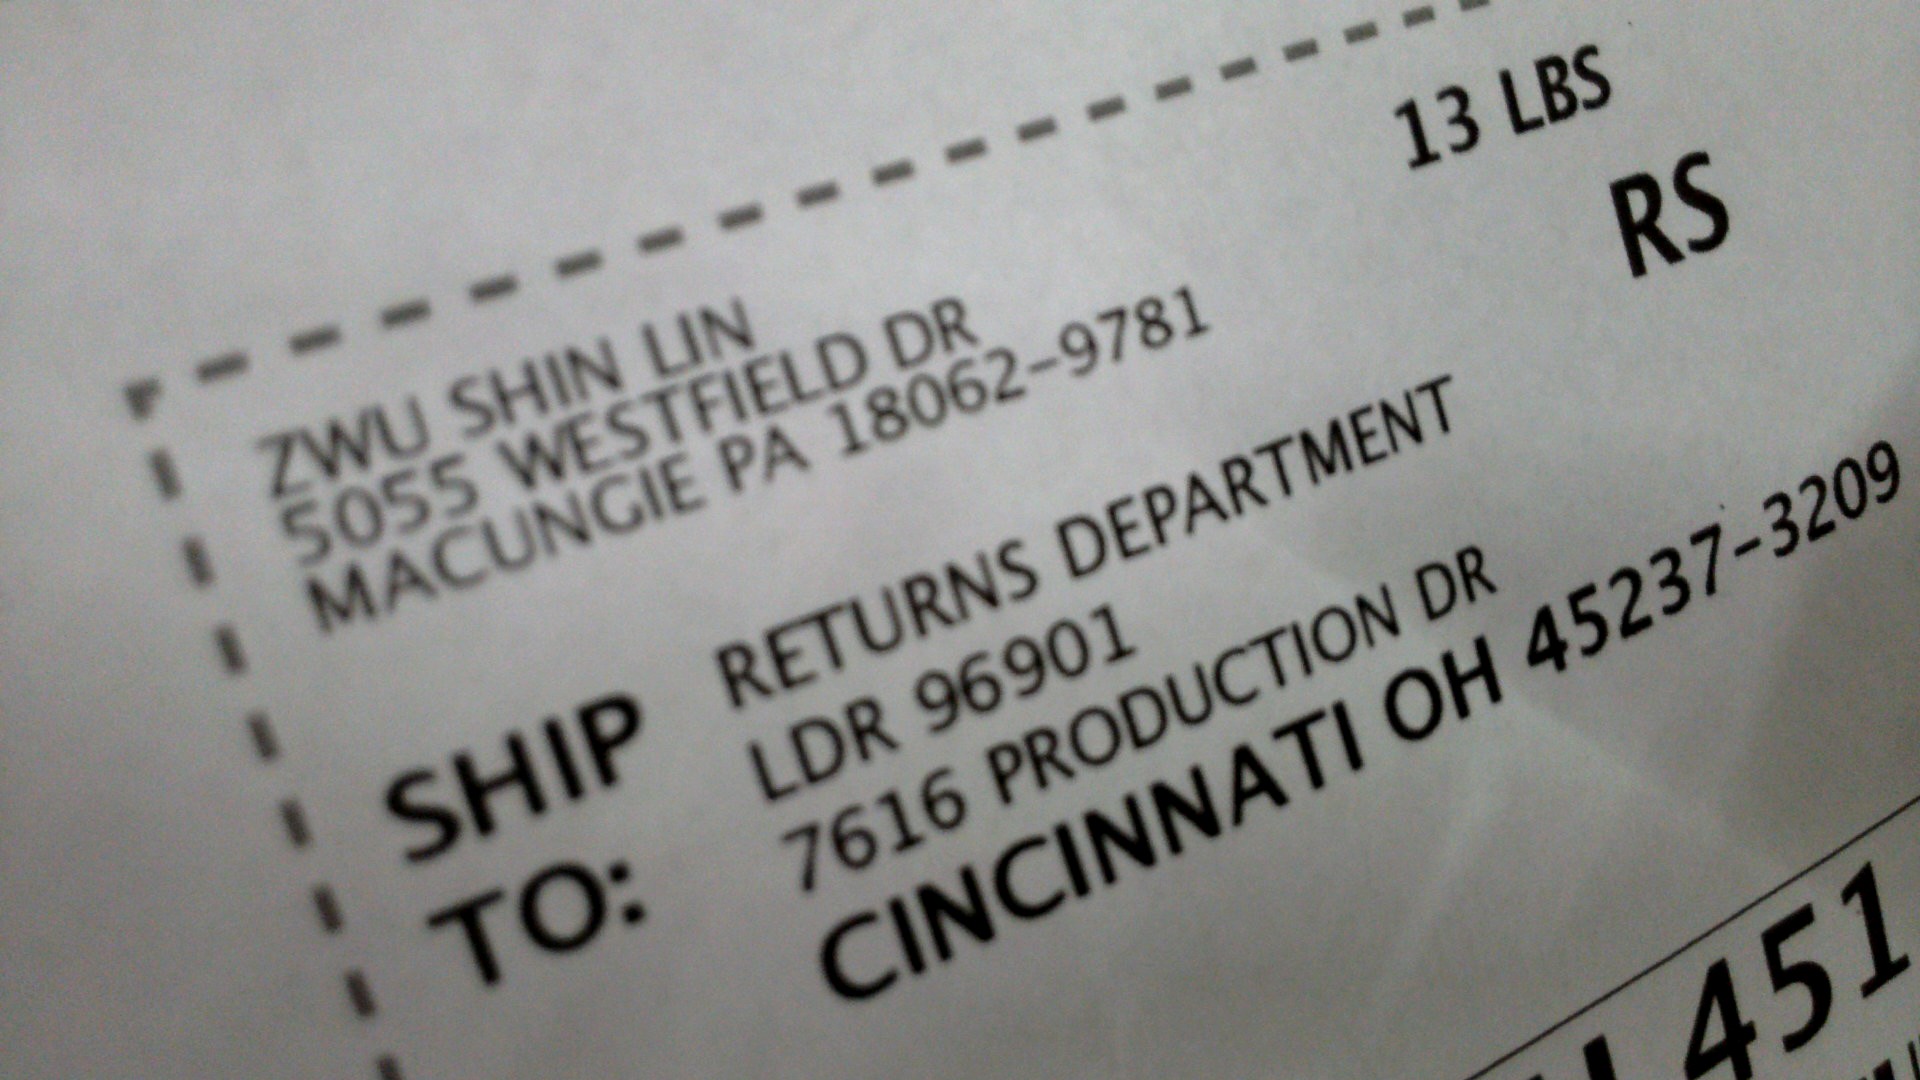 13 LBS
RS
ZWU SHIN LIN
5055 WESTFIELD DR
MACUNGIE PA 18062-9781
SHIP TO:
RETURNS DEPARTMENT
LDR 96901
7616 PRODUCTION DR
CINCINNATI OH 45237-3209
451